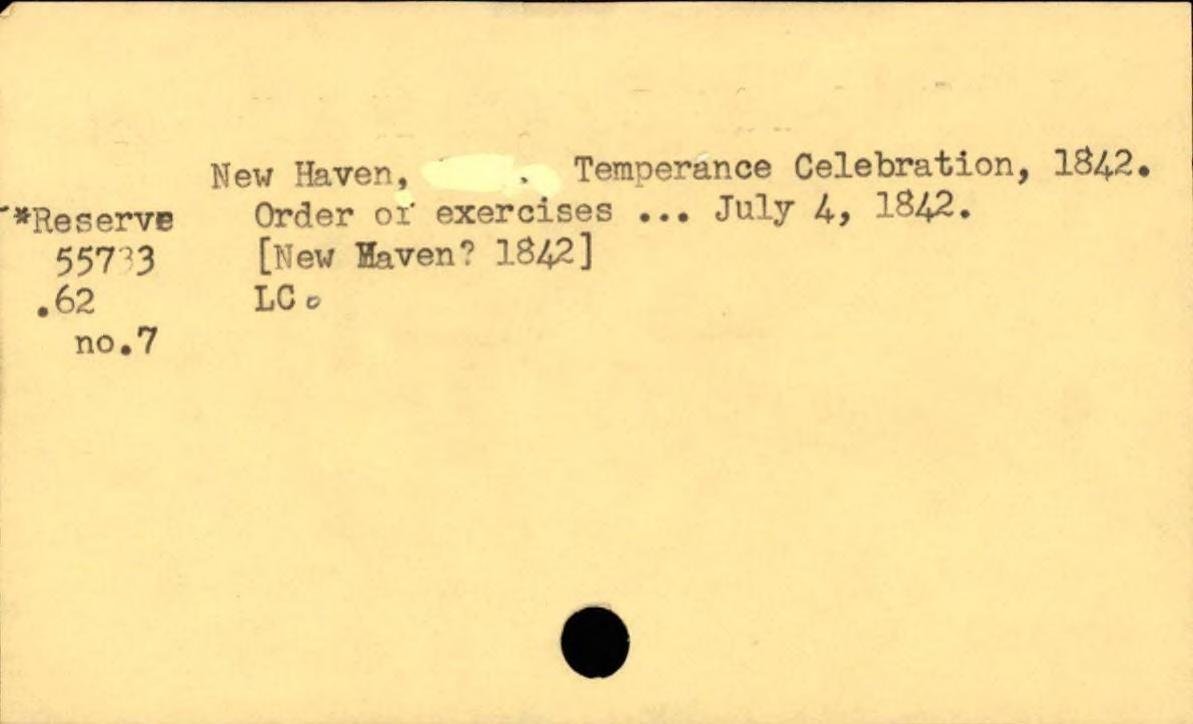 New Haven, . Temperance Celebration, 1842.
*Reserve Order of exercises ... July 4, 1842.
55733 [New Haven? 1842]
.62 LC
no.7